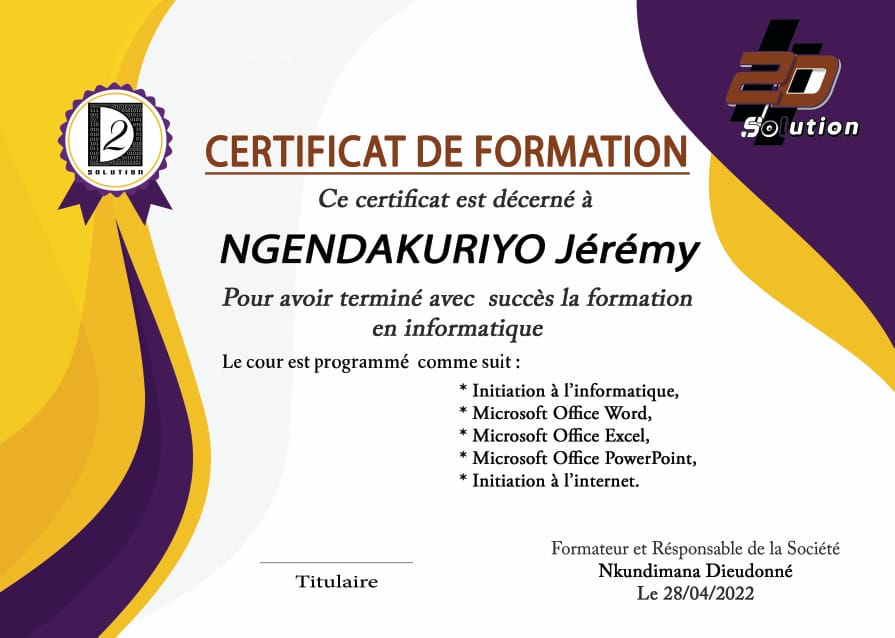 2D
Solution
D2
SOLUTION
CERTIFICAT DE FORMATION
Ce certificat est décerné à
NGENDAKURIYO Jérémy
Pour avoir terminé avec succès la formation
en informatique
Le cour est programmé comme suit :
* Initiation à l'informatique,
* Microsoft Office Word,
* Microsoft Office Excel,
* Microsoft Office PowerPoint,
* Initiation à l'internet.
Formateur et Résponsable de la Société
Nkundimana Dieudonné
Le 28/04/2022
Titulaire